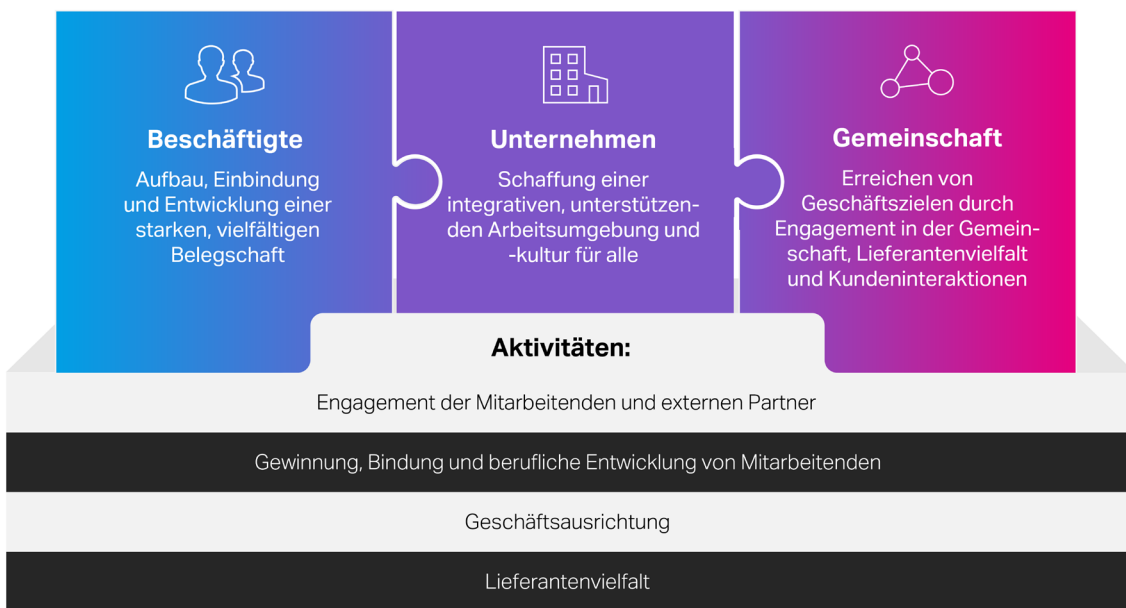 Beschäftigte
Aufbau, Einbindung
und Entwicklung einer
starken, vielfältigen
Belegschaft
Unternehmen
Schaffung einer
integrativen, unterstützen-
den Arbeitsumgebung und
-kultur für alle
Gemeinschaft
Erreichen von
Geschäftszielen durch
Engagement in der Gemein-
schaft, Lieferantenvielfalt
und Kundeninteraktionen
Aktivitäten:
Engagement der Mitarbeitenden und externen Partner
Gewinnung, Bindung und berufliche Entwicklung von Mitarbeitenden
Geschäftsausrichtung
Lieferantenvielfalt